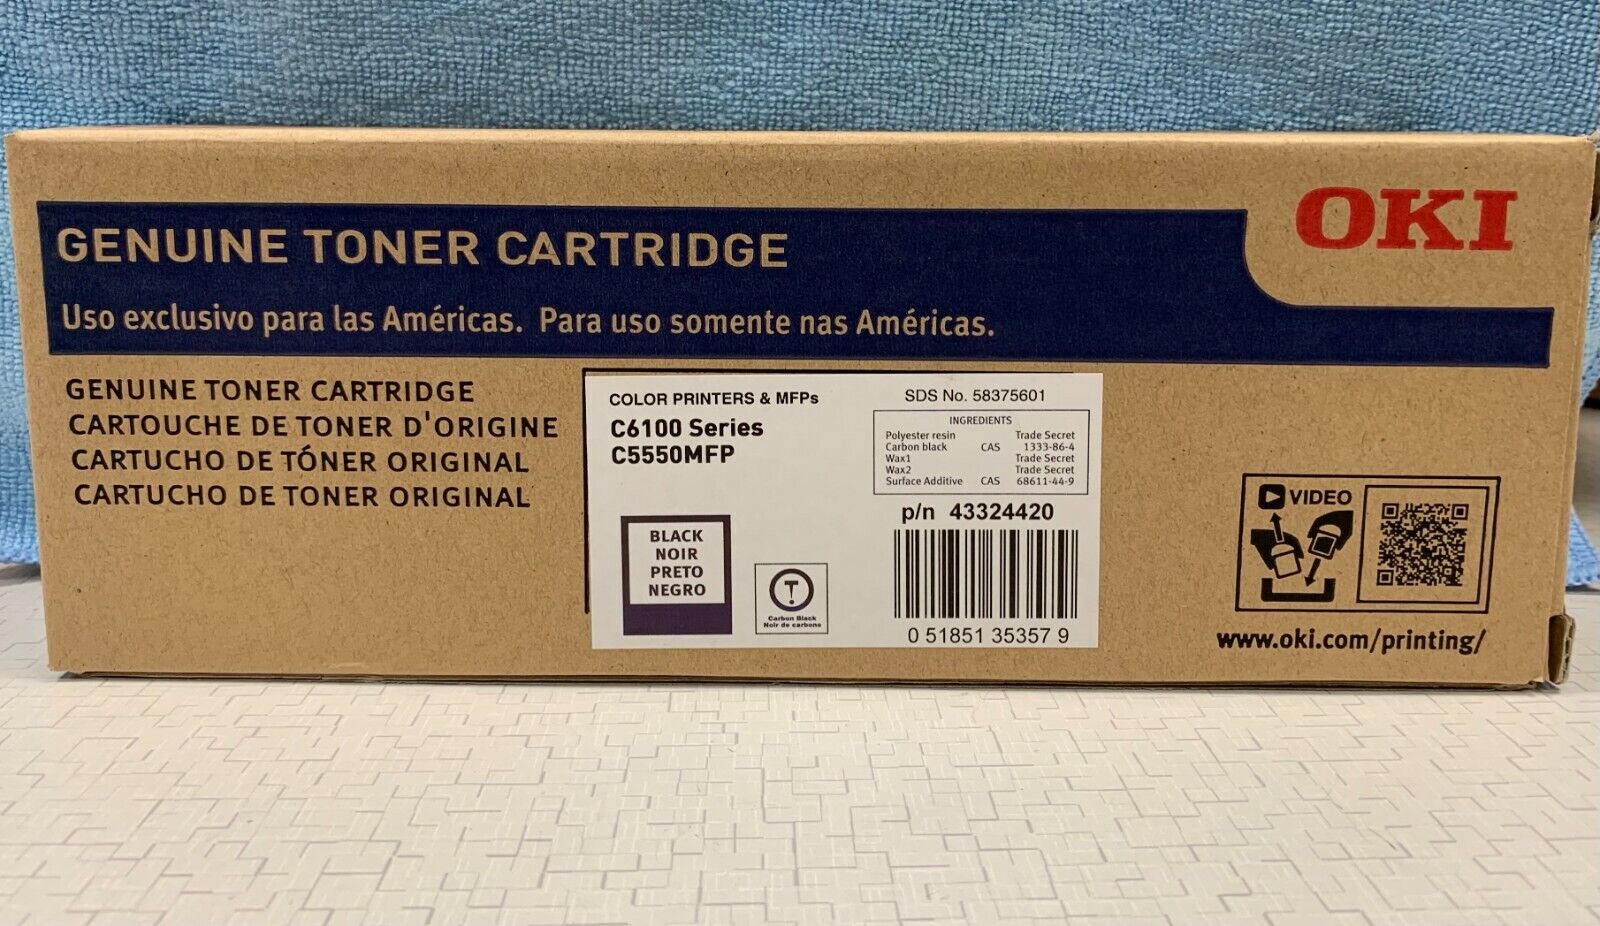 OKI
GENUINE TONER CARTRIDGE
Uso exclusivo para las Américas. Para uso somente nas Américas.
GENUINE TONER CARTRIDGE
CARTOUCHE DE TONER D'ORIGINE
CARTUCHO DE TÓNER ORIGINAL
CARTUCHO DE TONER ORIGINAL
COLOR PRINTERS & MFPs
C6100 Series
C5550MFP
BLACK
NOIR
PRETO
NEGRO
T
Carbon Black
Noir de carbone
SDS No. 58375601
INGREDIENTS
Polyester resin Trade Secret
Carbon black CAS 1333-86-4
Wax1 Trade Secret
Wax2 Trade Secret
Surface Additive CAS 68611-44-9
p/n 43324420
0 51851 35357 9
VIDEO
www.oki.com/printing/